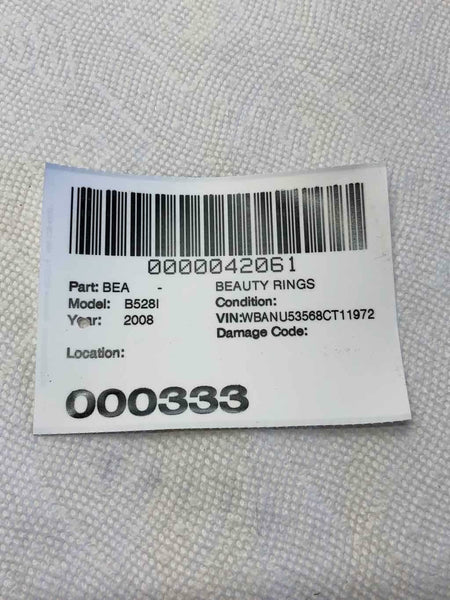 0000042061
Part: BEA - BEAUTY RINGS
Model: B528I Condition:
Year: 2008 VIN:WBANU53568CT11972
Damage Code:
Location:
000333